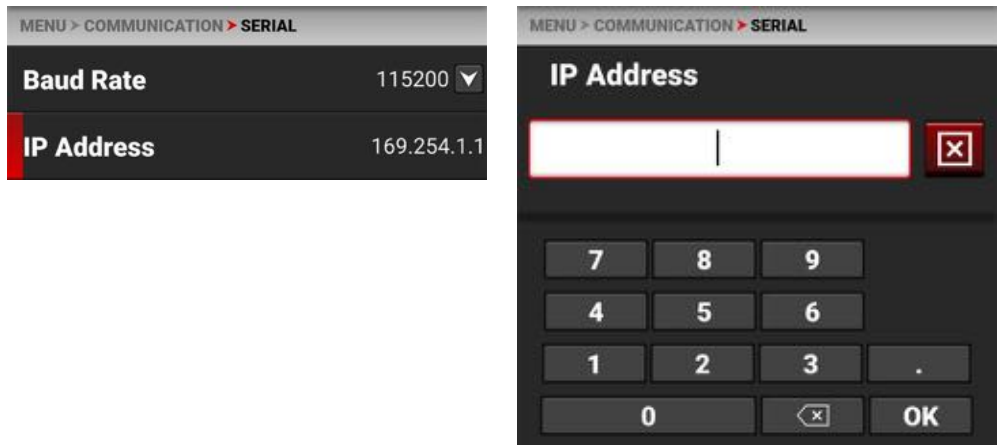 MENU > COMMUNICATION > SERIAL
Baud Rate 115200
IP Address 169.254.1.1
MENU > COMMUNICATION > SERIAL
IP Address
7 8 9
4 5 6
1 2 3 .
0 OK